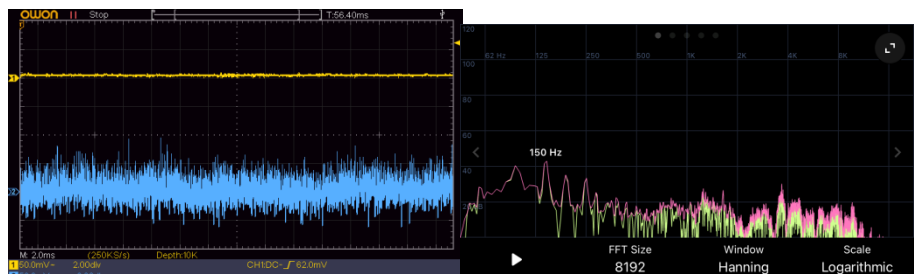 OWON Stop T:56.40ms
M: 2.0ms (250KS/s) Depth:10K
1 50.0mV 2.00div CH1:DC- 62.0mV
120
62 Hz 125 250 500 1K 2K 4K 8K
100
80
60
150 Hz
40
FFT Size Window Scale
8192 Hanning Logarithmic